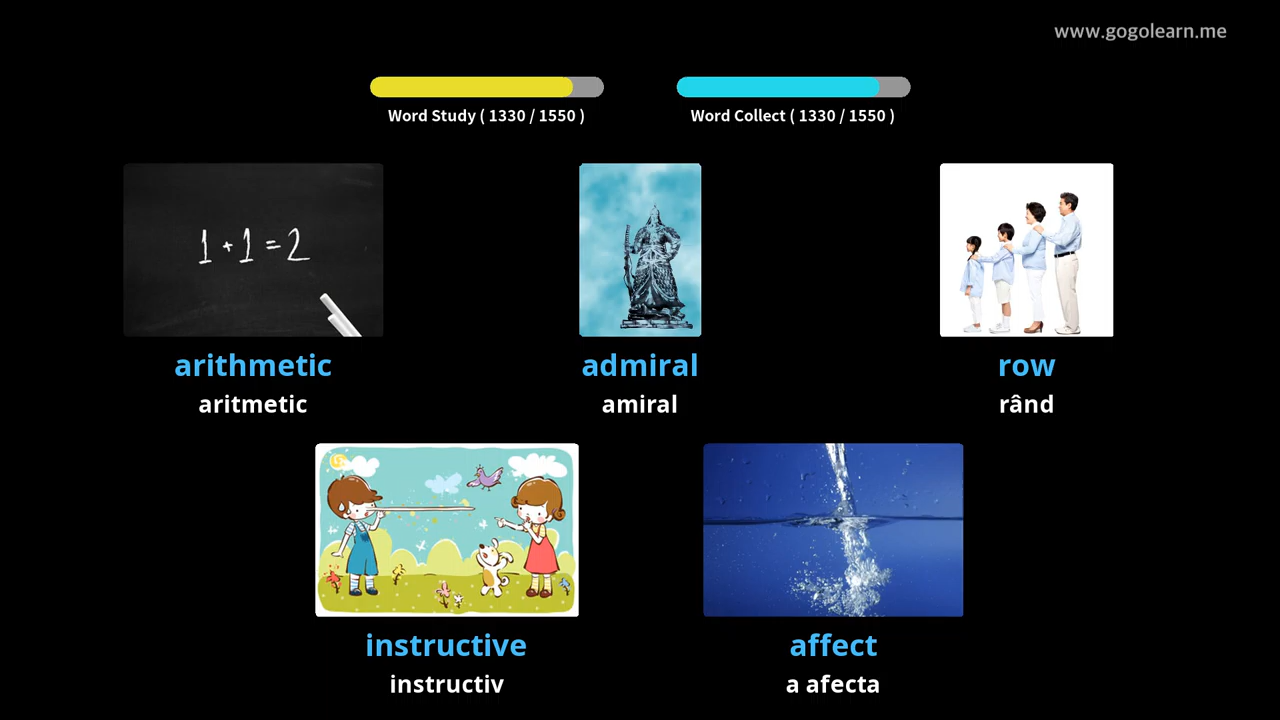 www.gogolearn.me
Word Study ( 1330 / 1550 )
Word Collect ( 1330 / 1550 )
1 + 1 = 2
arithmetic
aritmetic
admiral
amiral
row
rând
instructive
instructiv
affect
a afecta